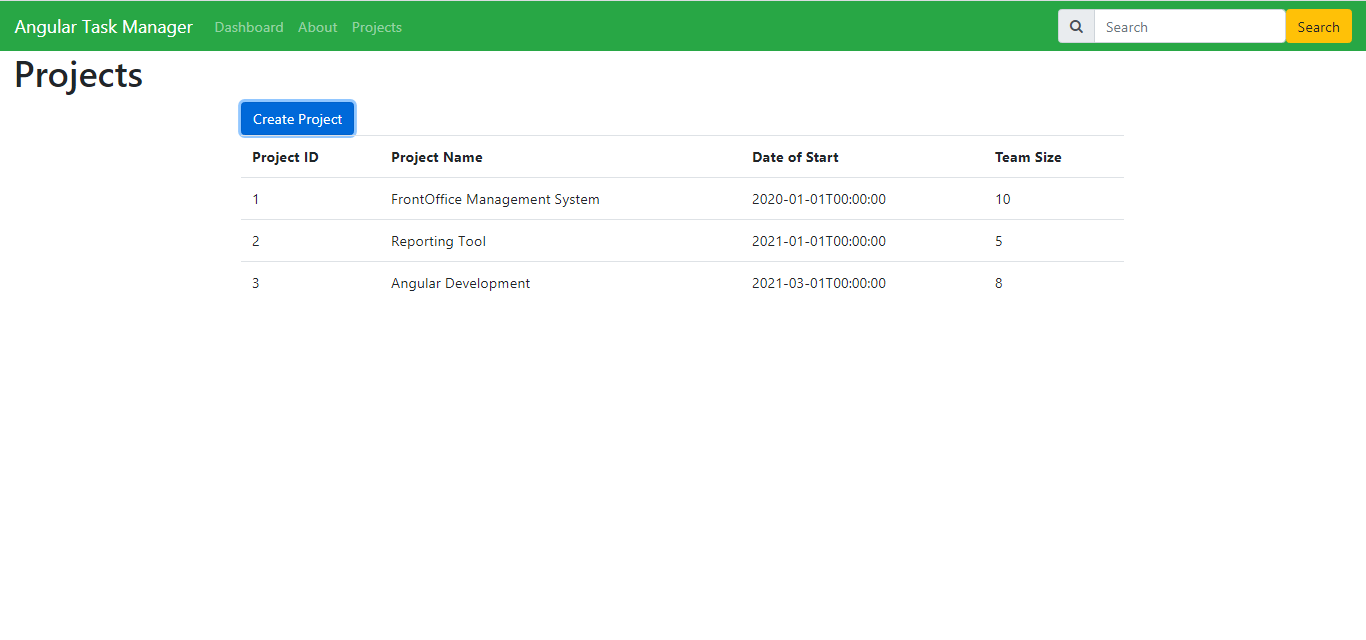 Angular Task Manager Dashboard About Projects Search Search
Projects
Create Project
Project ID Project Name Date of Start Team Size
1 FrontOffice Management System 2020-01-01T00:00:00 10
2 Reporting Tool 2021-01-01T00:00:00 5
3 Angular Development 2021-03-01T00:00:00 8